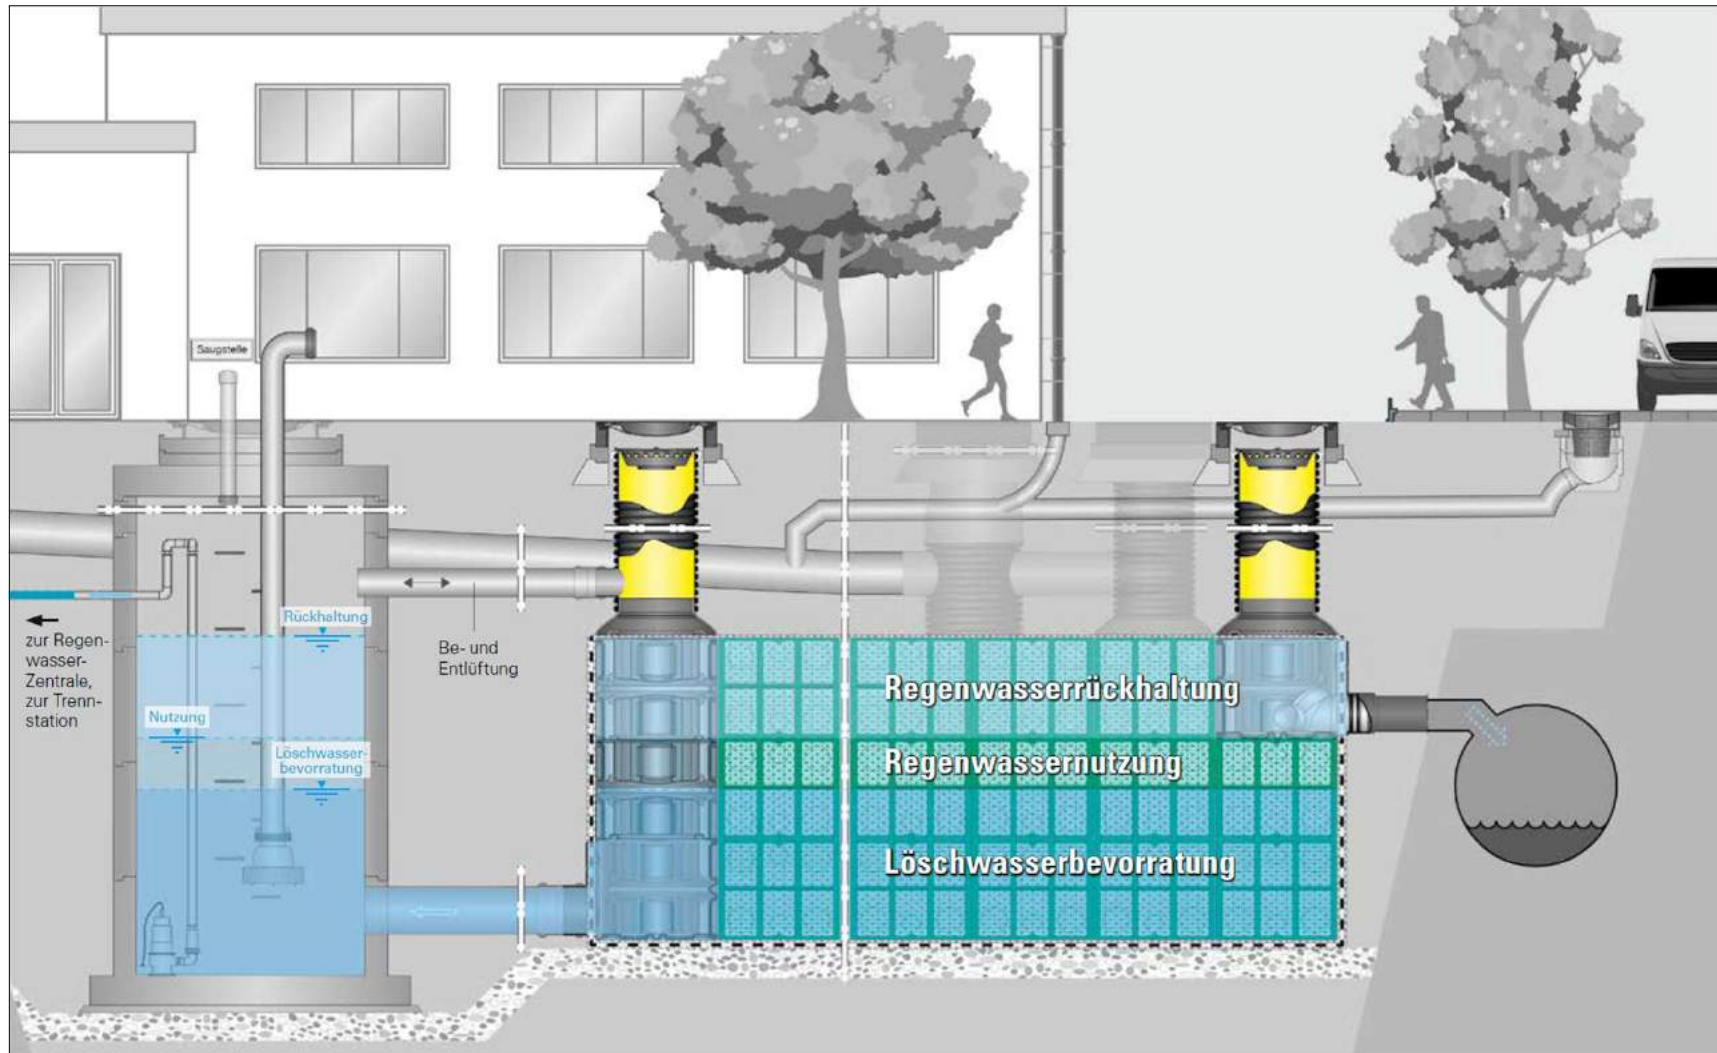 Saugstelle
Rückhaltung
zur Regen-
wasser-
Zentrale,
zur Trenn-
station
Be- und
Entlüftung
Nutzung
Löschwasser-
bevorratung
Regenwasserrückhaltung
Regenwassernutzung
Löschwasserbevorratung